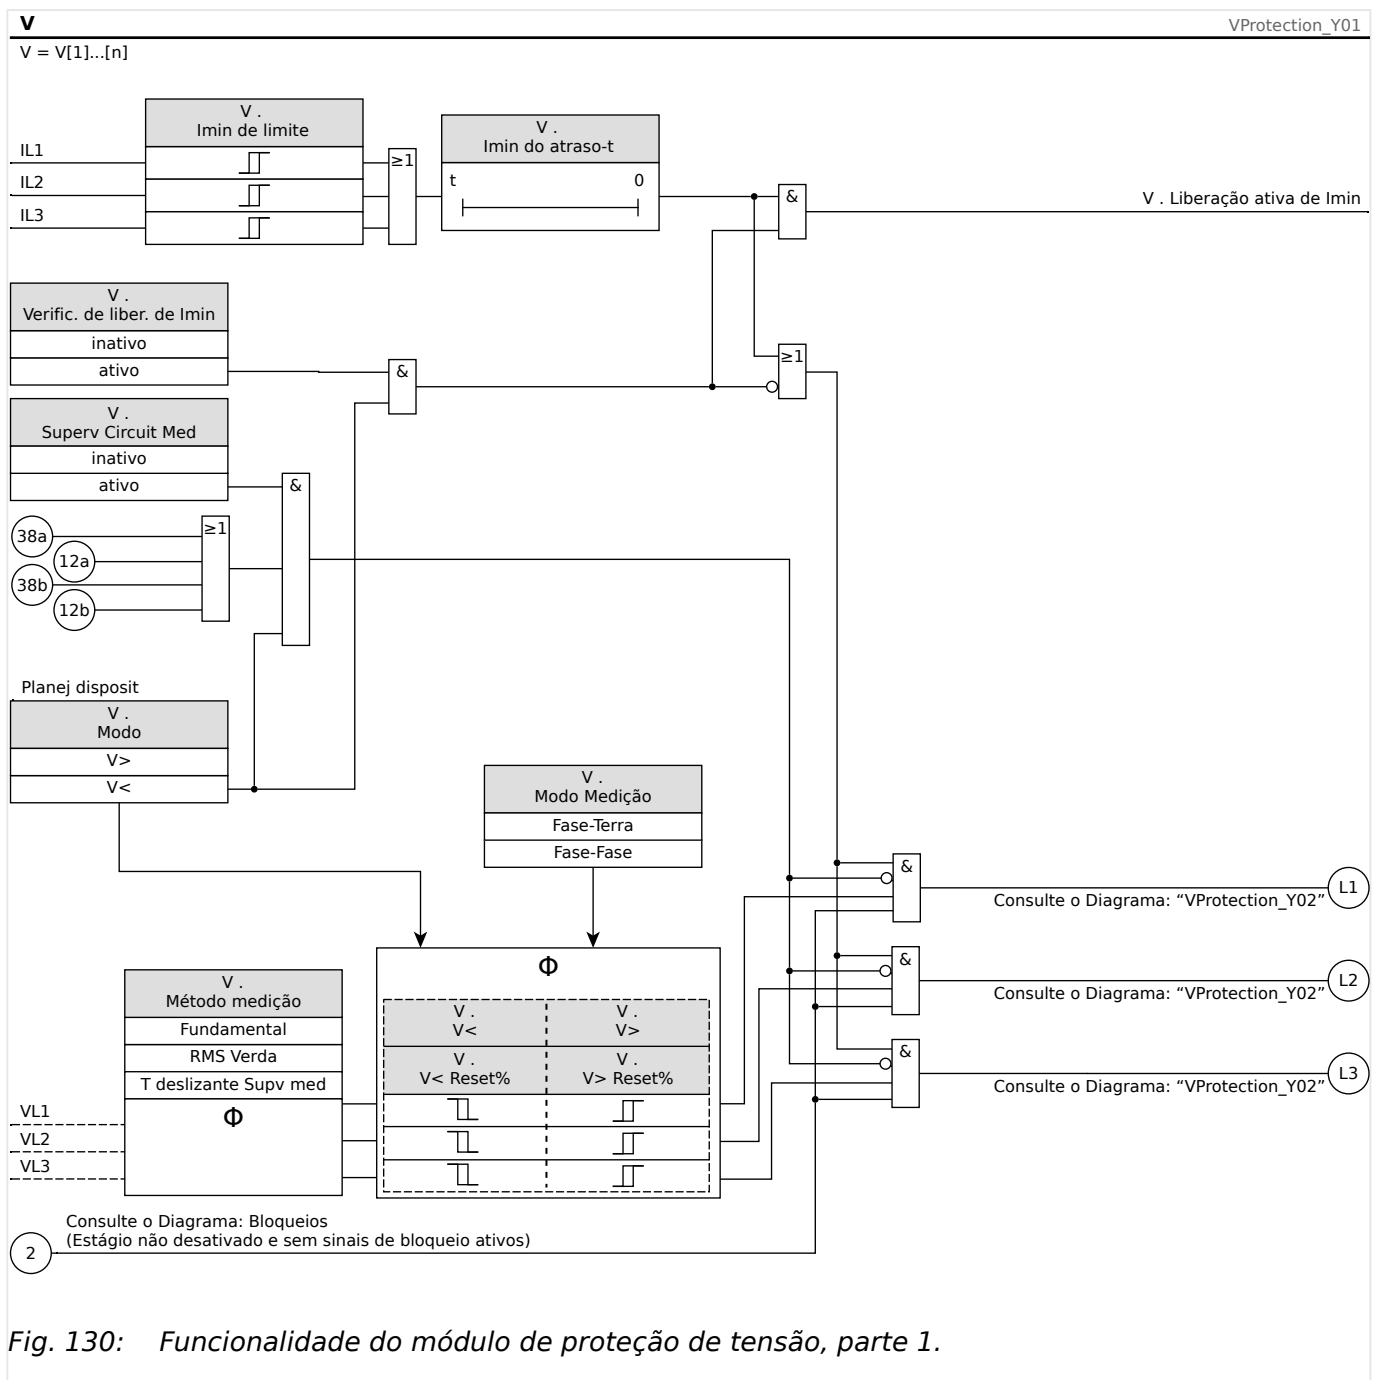 V
VProtection_Y01
V = V[1]...[n]
V .
Imin de limite
IL1
IL2
IL3
≥1
V .
Imin do atraso-t
t
0
&
V . Liberação ativa de Imin
V .
Verific. de liber. de Imin
inativo
ativo
&
≥1
V .
Superv Circuit Med
inativo
ativo
&
38a
12a
38b
12b
≥1
Planej disposit
V .
Modo
V>
V<
V .
Modo Medição
Fase-Terra
Fase-Fase
&
L1
Consulte o Diagrama: “VProtection_Y02”
&
L2
Consulte o Diagrama: “VProtection_Y02”
&
L3
Consulte o Diagrama: “VProtection_Y02”
V .
Método medição
Fundamental
RMS Verda
T deslizante Supv med
Φ
VL1
VL2
VL3
Φ
V .
V<
V .
V>
V .
V< Reset%
V .
V> Reset%
Consulte o Diagrama: Bloqueios
(Estágio não desativado e sem sinais de bloqueio ativos)
2
Fig. 130: Funcionalidade do módulo de proteção de tensão, parte 1.